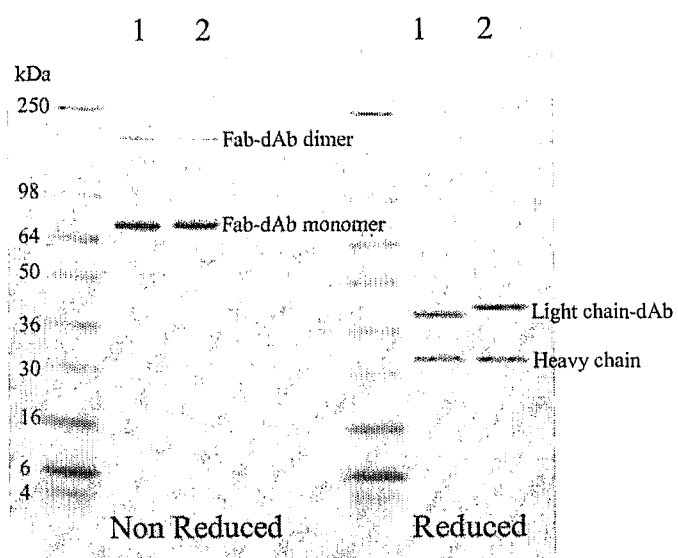 1 2 1 2
kDa
250
Fab-dAb dimer
98
Fab-dAb monomer
64
50
Light chain-dAb
36
Heavy chain
30
16
6
4
Non Reduced Reduced